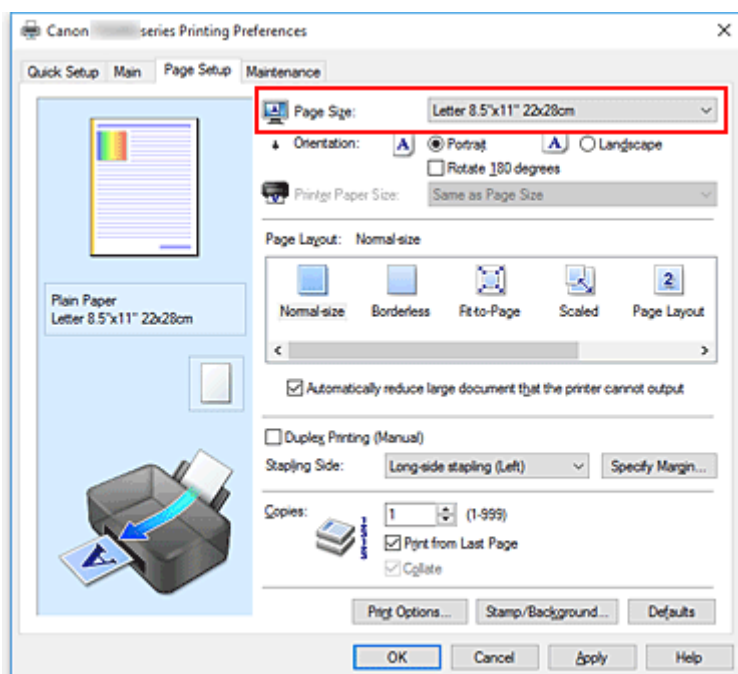 Canon series Printing Preferences
Quick Setup Main Page Setup Maintenance
Page Size: Letter 8.5"x11" 22x28cm
Orientation: A Portrait A Landscape
Rotate 180 degrees
Printer Paper Size: Same as Page Size
Page Layout: Normal-size
2
Normal-size Borderless Fit-to-Page Scaled Page Layout
Plain Paper
Letter 8.5"x11" 22x28cm
Automatically reduce large document that the printer cannot output
Duplex Printing (Manual)
Stapling Side: Long-side stapling (Left) Specify Margin...
Copies: 1 (1-999)
Print from Last Page
Collate
A
Print Options... Stamp/Background... Defaults
OK Cancel Apply Help